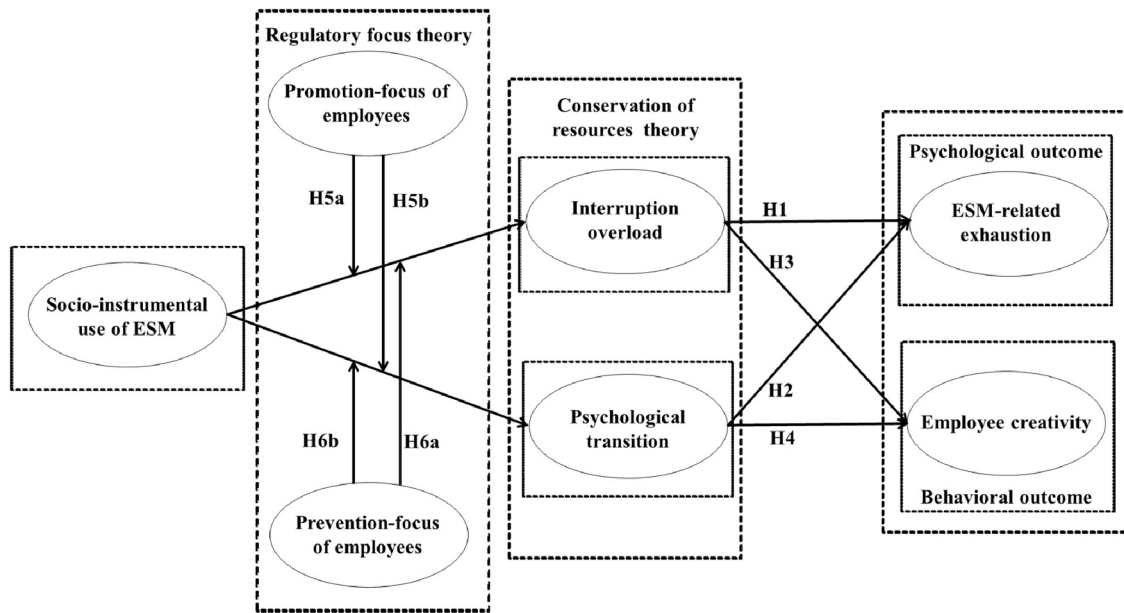 Regulatory focus theory
Promotion-focus of
employees
H5a
H5b
Socio-instrumental
use of ESM
H6b
H6a
Prevention-focus
of employees
Conservation of
resources theory
Interruption
overload
Psychological
transition
H1
H3
H2
H4
Psychological outcome
ESM-related
exhaustion
Employee creativity
Behavioral outcome